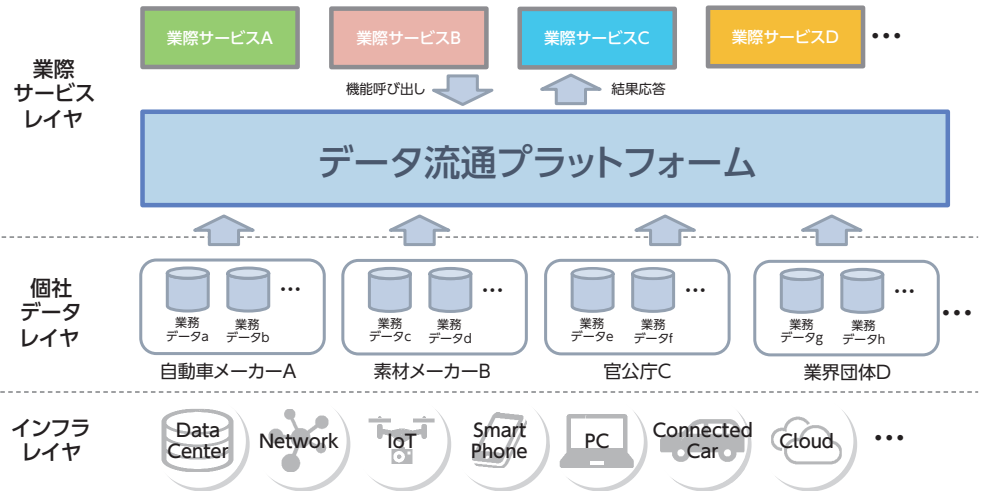 業際
サービス
レイヤ
業際サービスA
業際サービスB
業際サービスC
業際サービスD
•••
機能呼び出し
結果応答
データ流通プラットフォーム
個社
データ
レイヤ
業務
データa
業務
データb
•••
自動車メーカーA
業務
データc
業務
データd
•••
素材メーカーB
業務
データe
業務
データf
•••
官公庁C
業務
データg
業務
データh
•••
業界団体D
•••
インフラ
レイヤ
Data
Center
Network
IoT
Smart
Phone
PC
Connected
Car
Cloud
•••